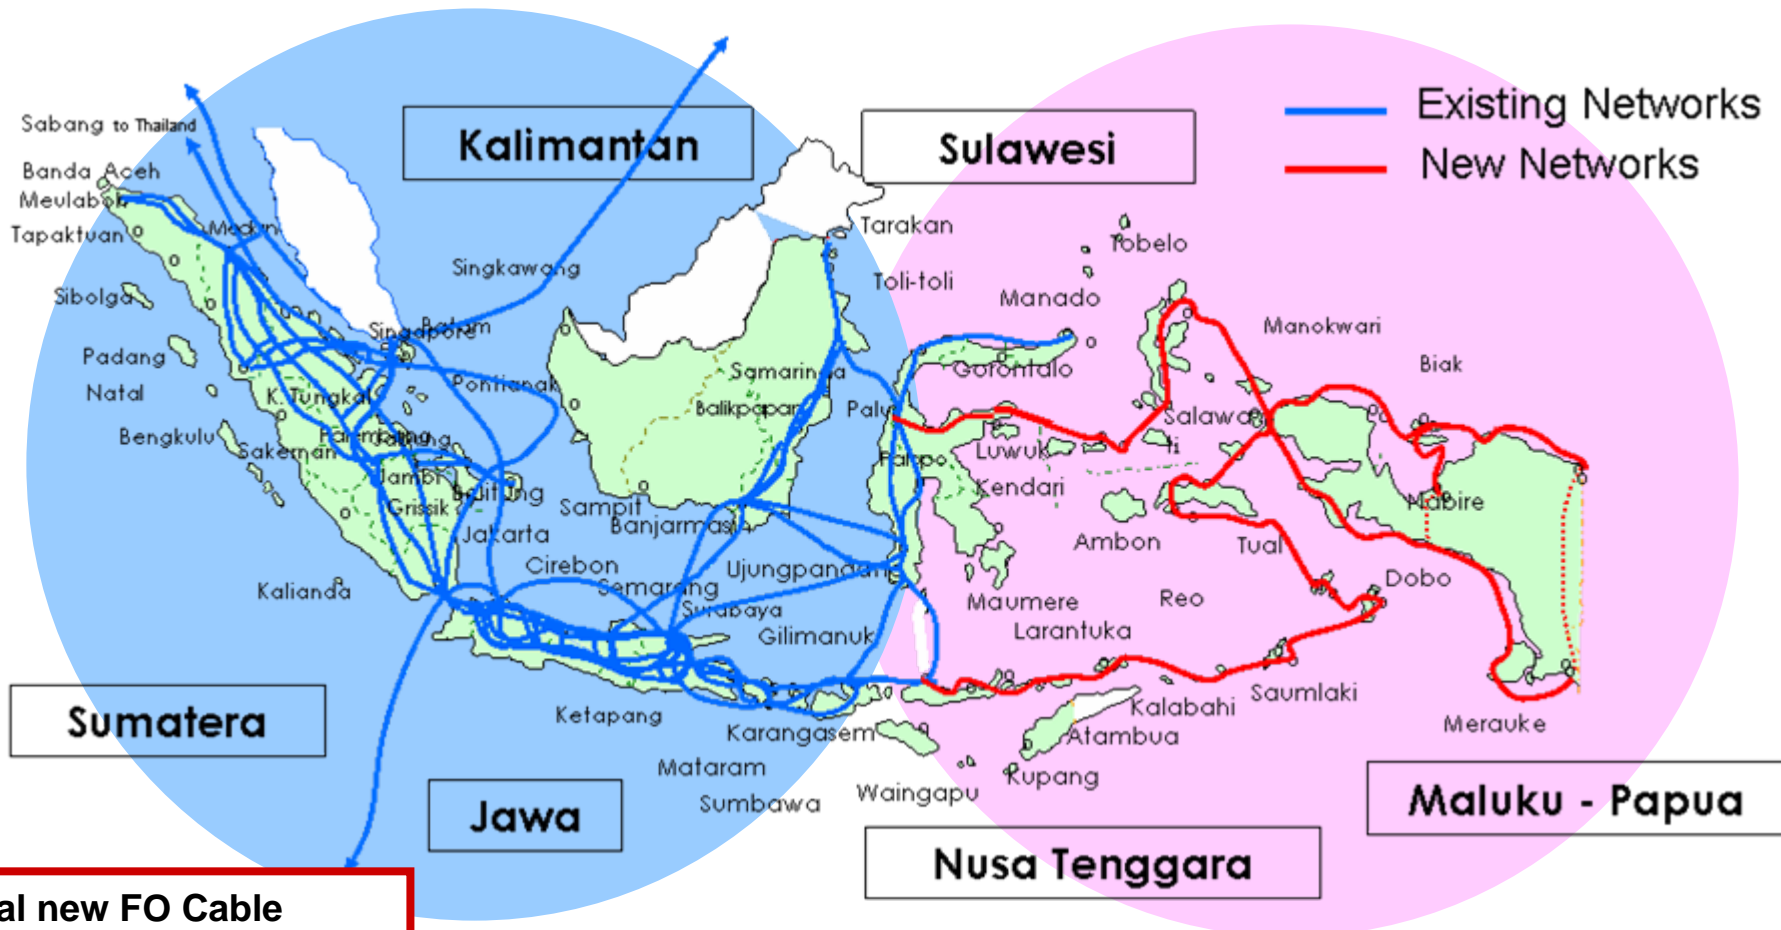 Existing Networks
New Networks
Kalimantan
Sulawesi
Sabang to Thailand
Banda Aceh
Meulaboh
Tapaktuan
Medan
Sibolga
Padang
Natal
Bengkulu
Singkawang
Batam
Singapore
Pontianak
K. Tungkal
Palembang
Sakernan
Jambi
Grissik
Belitung
Jakarta
Kalianda
Cirebon
Semarang
Surabaya
Gilimanuk
Sampit
Banjarmasin
Ujungpandan
Samarinda
Balikpapan
Tarakan
Toli-toli
Manado
Tobelo
Gorontalo
Palu
Palopo
Luwuk
Kendari
Salawa
ti
Manokwari
Biak
Nabire
Ambon
Tual
Dobo
Maumere
Reo
Larantuka
Saumlaki
Kalabahi
Atambua
Kupang
Merauke
Ketapang
Karangasem
Mataram
Sumbawa
Waingapu
Sumatera
Jawa
Nusa Tenggara
Maluku - Papua
al new FO Cable